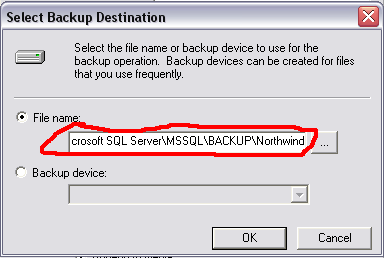 Select Backup Destination
Select the file name or backup device to use for the
backup operation. Backup devices can be created for files
that you use frequently.
File name:
crosoft SQL Server\MSSQL\BACKUP\Northwind
...
Backup device:
OK
Cancel